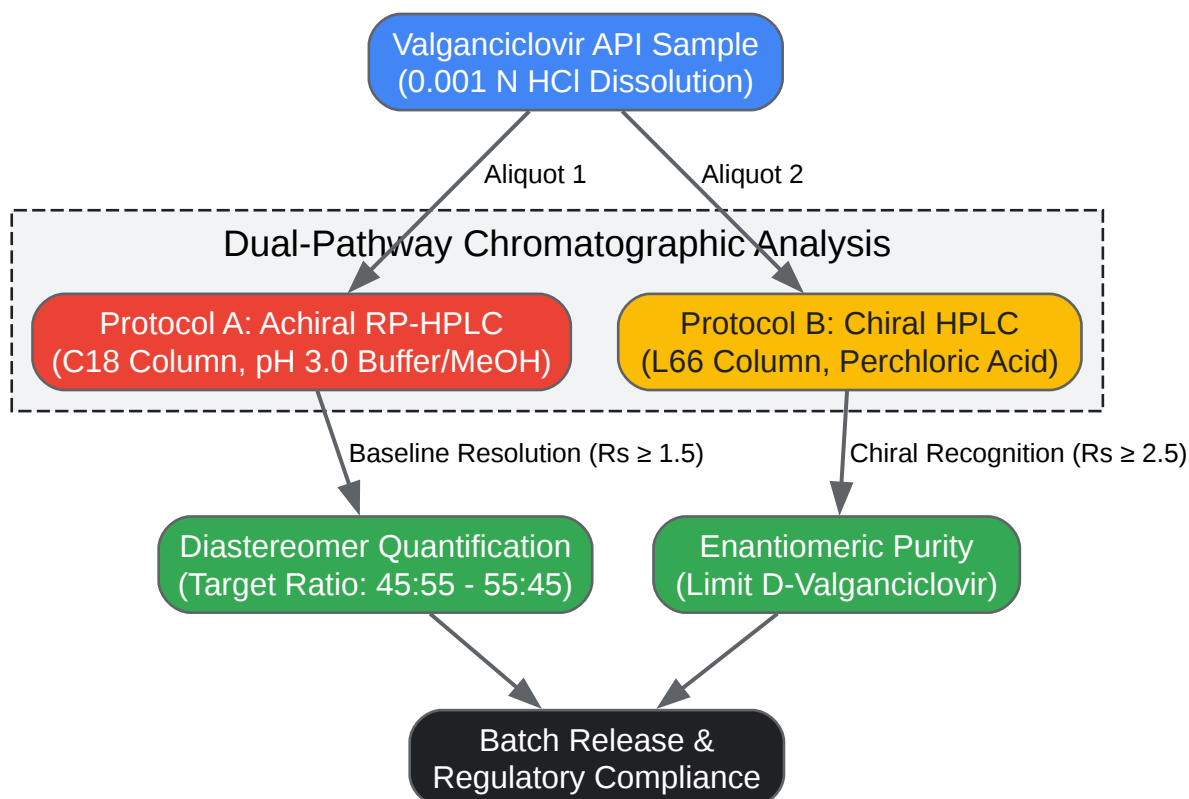 Valganciclovir API Sample
(0.001 N HCl Dissolution)
Aliquot 1
Aliquot 2
Dual-Pathway Chromatographic Analysis
Protocol A: Achiral RP-HPLC
(C18 Column, pH 3.0 Buffer/MeOH)
Protocol B: Chiral HPLC
(L66 Column, Perchloric Acid)
Baseline Resolution (Rs ≥ 1.5)
Chiral Recognition (Rs ≥ 2.5)
Diastereomer Quantification
(Target Ratio: 45:55 - 55:45)
Enantiomeric Purity
(Limit D-Valganciclovir)
Batch Release &
Regulatory Compliance